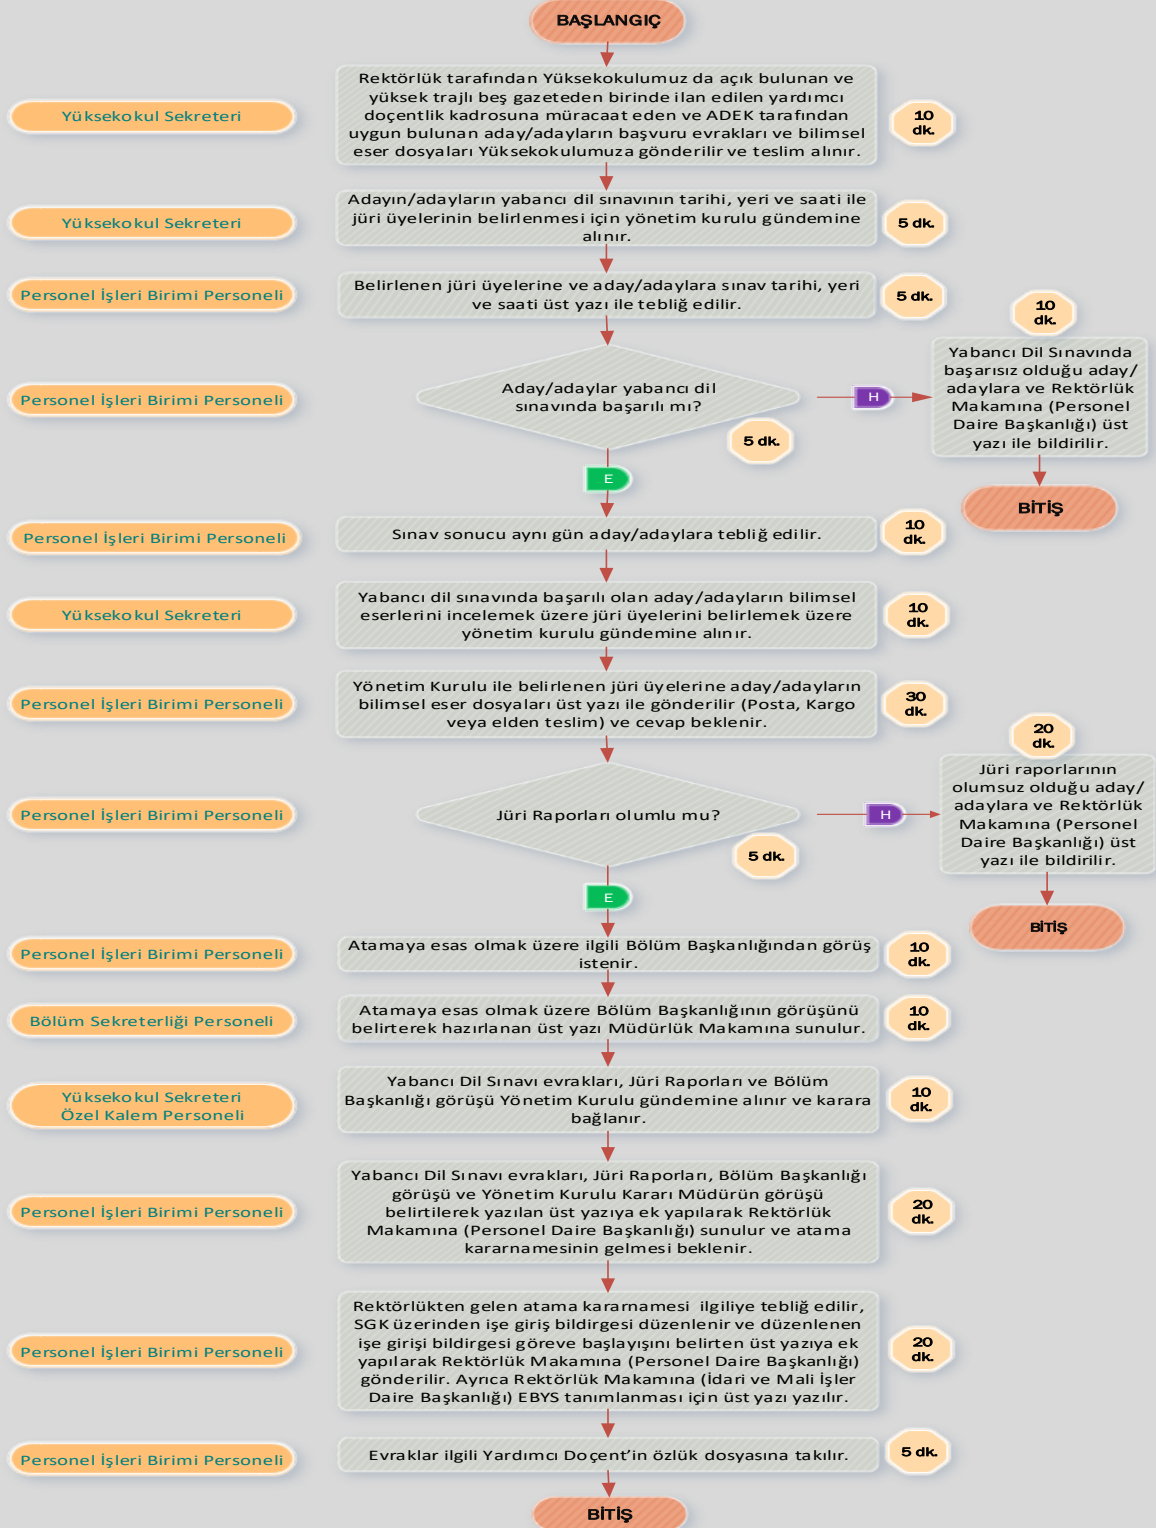 BAŞLANGIÇ
Yüksekokul Sekreteri
Rektörlük tarafından Yüksekokulumuz da açık bulunan ve
yüksek trajlı beş gazeteden birinde ilan edilen yardımcı
doçentlik kadrosuna müracaat eden ve ADEK tarafından
uygun bulunan aday/adayların başvuru evrakları ve bilimsel
eser dosyaları Yüksekokulumuza gönderilir ve teslim alınır.
10
dk.
Yüksekokul Sekreteri
Adayın/adayların yabancı dil sınavının tarihi, yeri ve saati ile
jüri üyelerinin belirlenmesi için yönetim kurulu gündemine
alınır.
5 dk.
Personel İşleri Birimi Personeli
Belirlenen jüri üyelerine ve aday/adaylara sınav tarihi, yeri
ve saati üst yazı ile tebliğ edilir.
5 dk.
Personel İşleri Birimi Personeli
Aday/adaylar yabancı dil
sınavında başarılı mı?
5 dk.
H
10
dk.
Yabancı Dil Sınavında
başarısız olduğu aday/
adaylara ve Rektörlük
Makamına (Personel
Daire Başkanlığı) üst
yazı ile bildirilir.
BİTİŞ
E
Personel İşleri Birimi Personeli
Sınav sonucu aynı gün aday/adaylara tebliğ edilir.
10
dk.
Yüksekokul Sekreteri
Yabancı dil sınavında başarılı olan aday/adayların bilimsel
eserlerini incelemek üzere jüri üyelerini belirlemek üzere
yönetim kurulu gündemine alınır.
10
dk.
Personel İşleri Birimi Personeli
Yönetim Kurulu ile belirlenen jüri üyelerine aday/adayların
bilimsel eser dosyaları üst yazı ile gönderilir (Posta, Kargo
veya elden teslim) ve cevap beklenir.
30
dk.
Personel İşleri Birimi Personeli
Jüri Raporları olumlu mu?
5 dk.
H
20
dk.
Jüri raporlarının
olumsuz olduğu aday/
adaylara ve Rektörlük
Makamına (Personel
Daire Başkanlığı) üst
yazı ile bildirilir.
BİTİŞ
E
Personel İşleri Birimi Personeli
Atamaya esas olmak üzere ilgili Bölüm Başkanlığından görüş
istenir.
10
dk.
Bölüm Sekreterliği Personeli
Atamaya esas olmak üzere Bölüm Başkanlığının görüşünü
belirterek hazırlanan üst yazı Müdürlük Makamına sunulur.
10
dk.
Yüksekokul Sekreteri
Özel Kalem Personeli
Yabancı Dil Sınavı evrakları, Jüri Raporları ve Bölüm
Başkanlığı görüşü Yönetim Kurulu gündemine alınır ve karara
bağlanır.
10
dk.
Personel İşleri Birimi Personeli
Yabancı Dil Sınavı evrakları, Jüri Raporları, Bölüm Başkanlığı
görüşü ve Yönetim Kurulu Kararı Müdürün görüşü
belirtilerek yazılan üst yazıya ek yapılarak Rektörlük
Makamına (Personel Daire Başkanlığı) sunulur ve atama
kararnamesinin gelmesi beklenir.
20
dk.
Personel İşleri Birimi Personeli
Rektörlükten gelen atama kararnamesi ilgiliye tebliğ edilir,
SGK üzerinden işe giriş bildirgesi düzenlenir ve düzenlenen
işe girişi bildirgesi göreve başlayışını belirten üst yazıya ek
yapılarak Rektörlük Makamına (Personel Daire Başkanlığı)
gönderilir. Ayrıca Rektörlük Makamına (İdari ve Mali İşler
Daire Başkanlığı) EBYS tanımlanması için üst yazı yazılır.
20
dk.
Personel İşleri Birimi Personeli
Evraklar ilgili Yardımcı Doçent’in özlük dosyasına takılır.
5 dk.
BİTİŞ